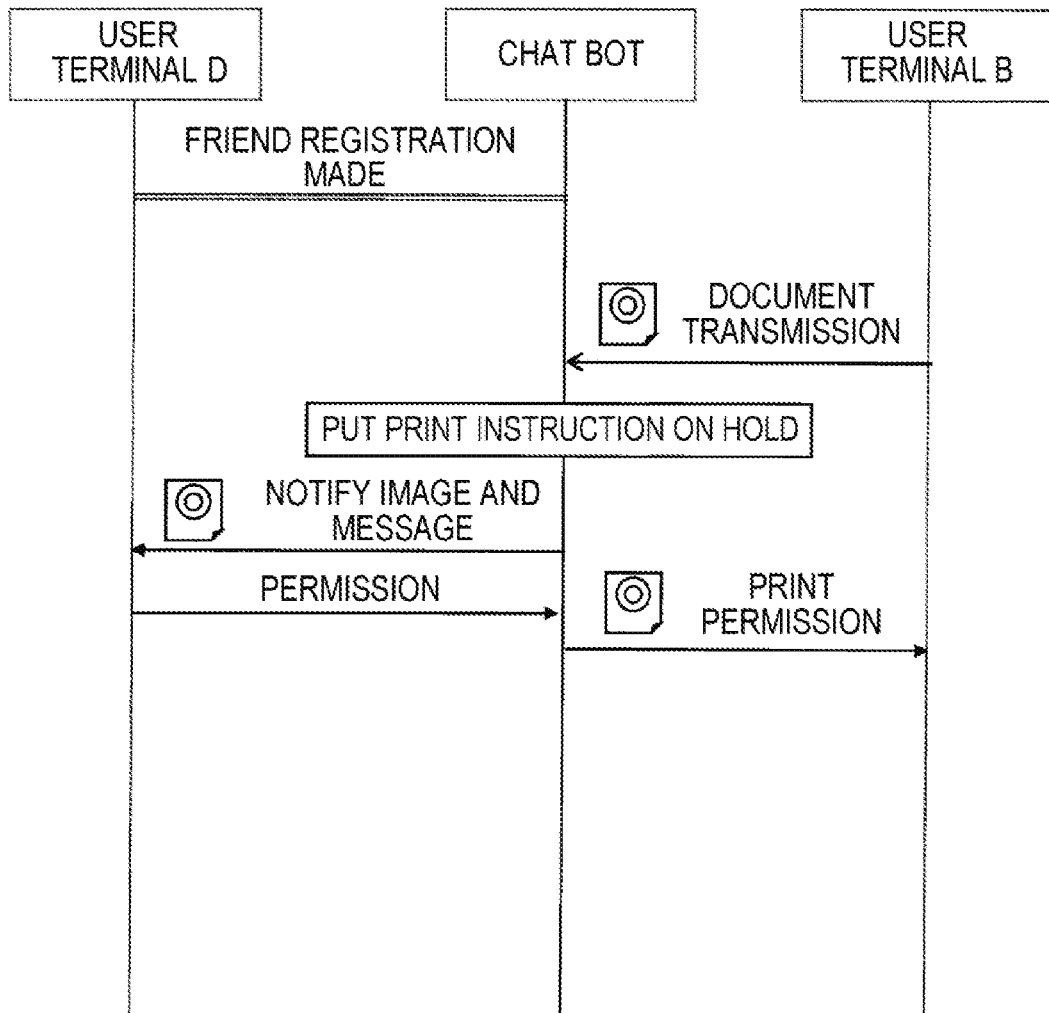 USER
TERMINAL D
CHAT BOT
USER
TERMINAL B
FRIEND REGISTRATION
MADE
DOCUMENT
TRANSMISSION
PUT PRINT INSTRUCTION ON HOLD
NOTIFY IMAGE AND
MESSAGE
PERMISSION
PRINT
PERMISSION